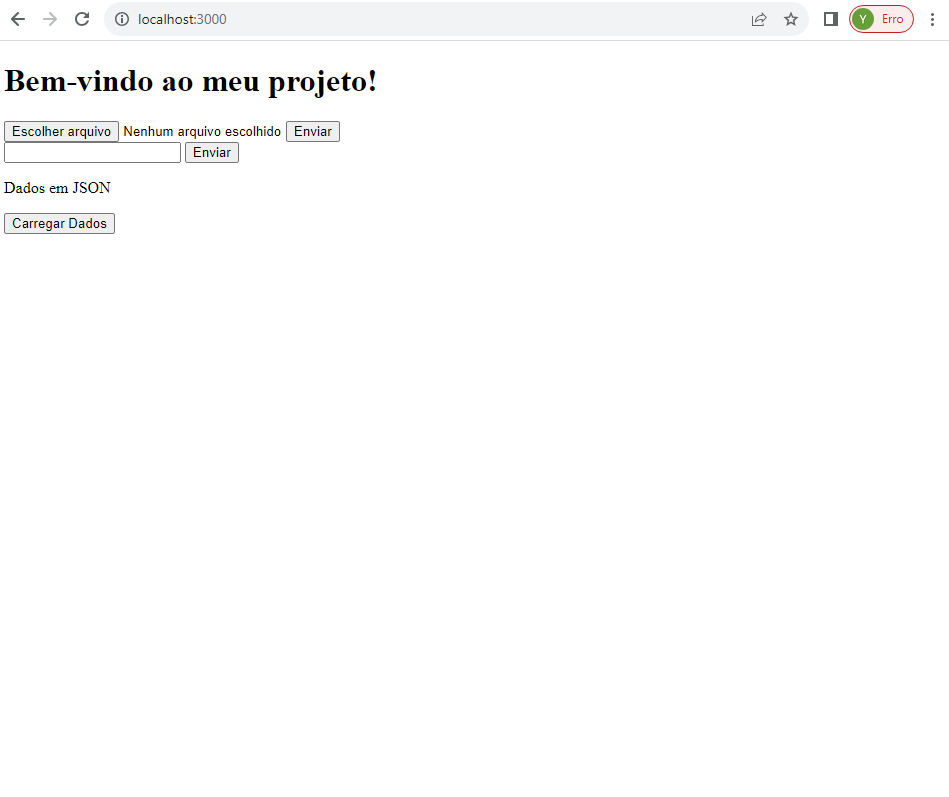 localhost:3000
Y Erro
Bem-vindo ao meu projeto!
Escolher arquivo Nenhum arquivo escolhido Enviar
Enviar
Dados em JSON
Carregar Dados